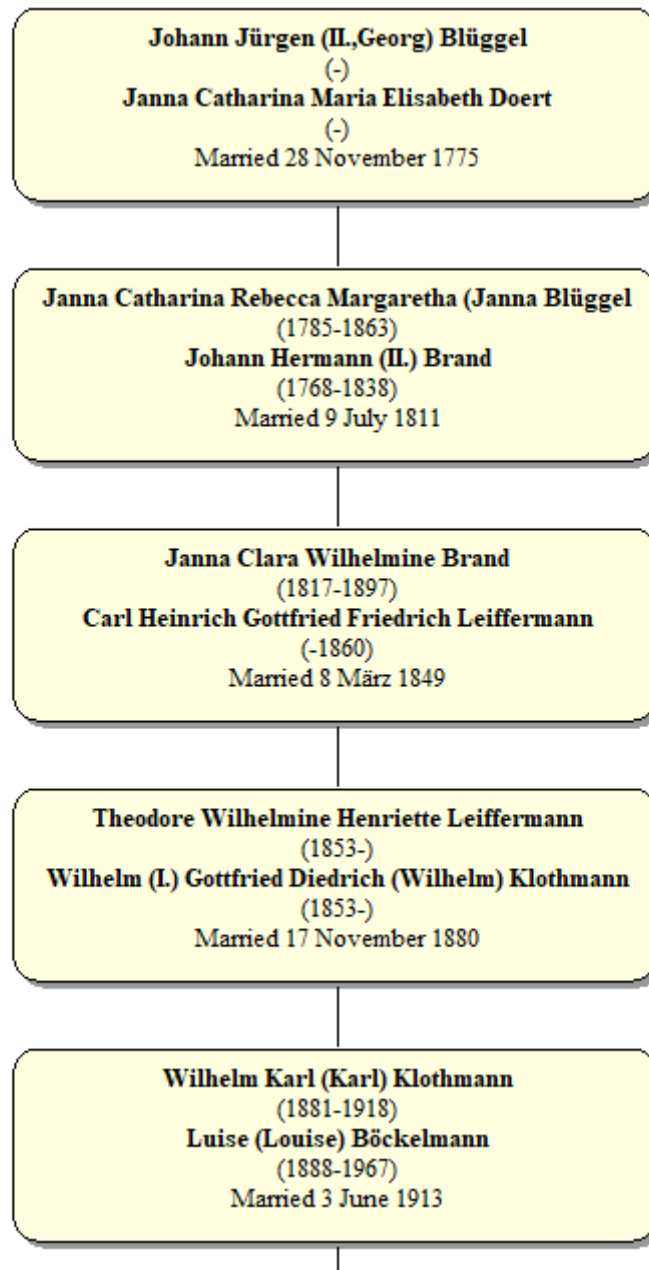 Johann Jürgen (II.,Georg) Blüggel
(-)
Janna Catharina Maria Elisabeth Doert
(-)
Married 28 November 1775
Janna Catharina Rebecca Margaretha (Janna Blüggel
(1785-1863)
Johann Hermann (II.) Brand
(1768-1838)
Married 9 July 1811
Janna Clara Wilhelmine Brand
(1817-1897)
Carl Heinrich Gottfried Friedrich Leiffermann
(-1860)
Married 8 März 1849
Theodore Wilhelmine Henriette Leiffermann
(1853-)
Wilhelm (I.) Gottfried Diedrich (Wilhelm) Klothmann
(1853-)
Married 17 November 1880
Wilhelm Karl (Karl) Klothmann
(1881-1918)
Luise (Louise) Böckelmann
(1888-1967)
Married 3 June 1913